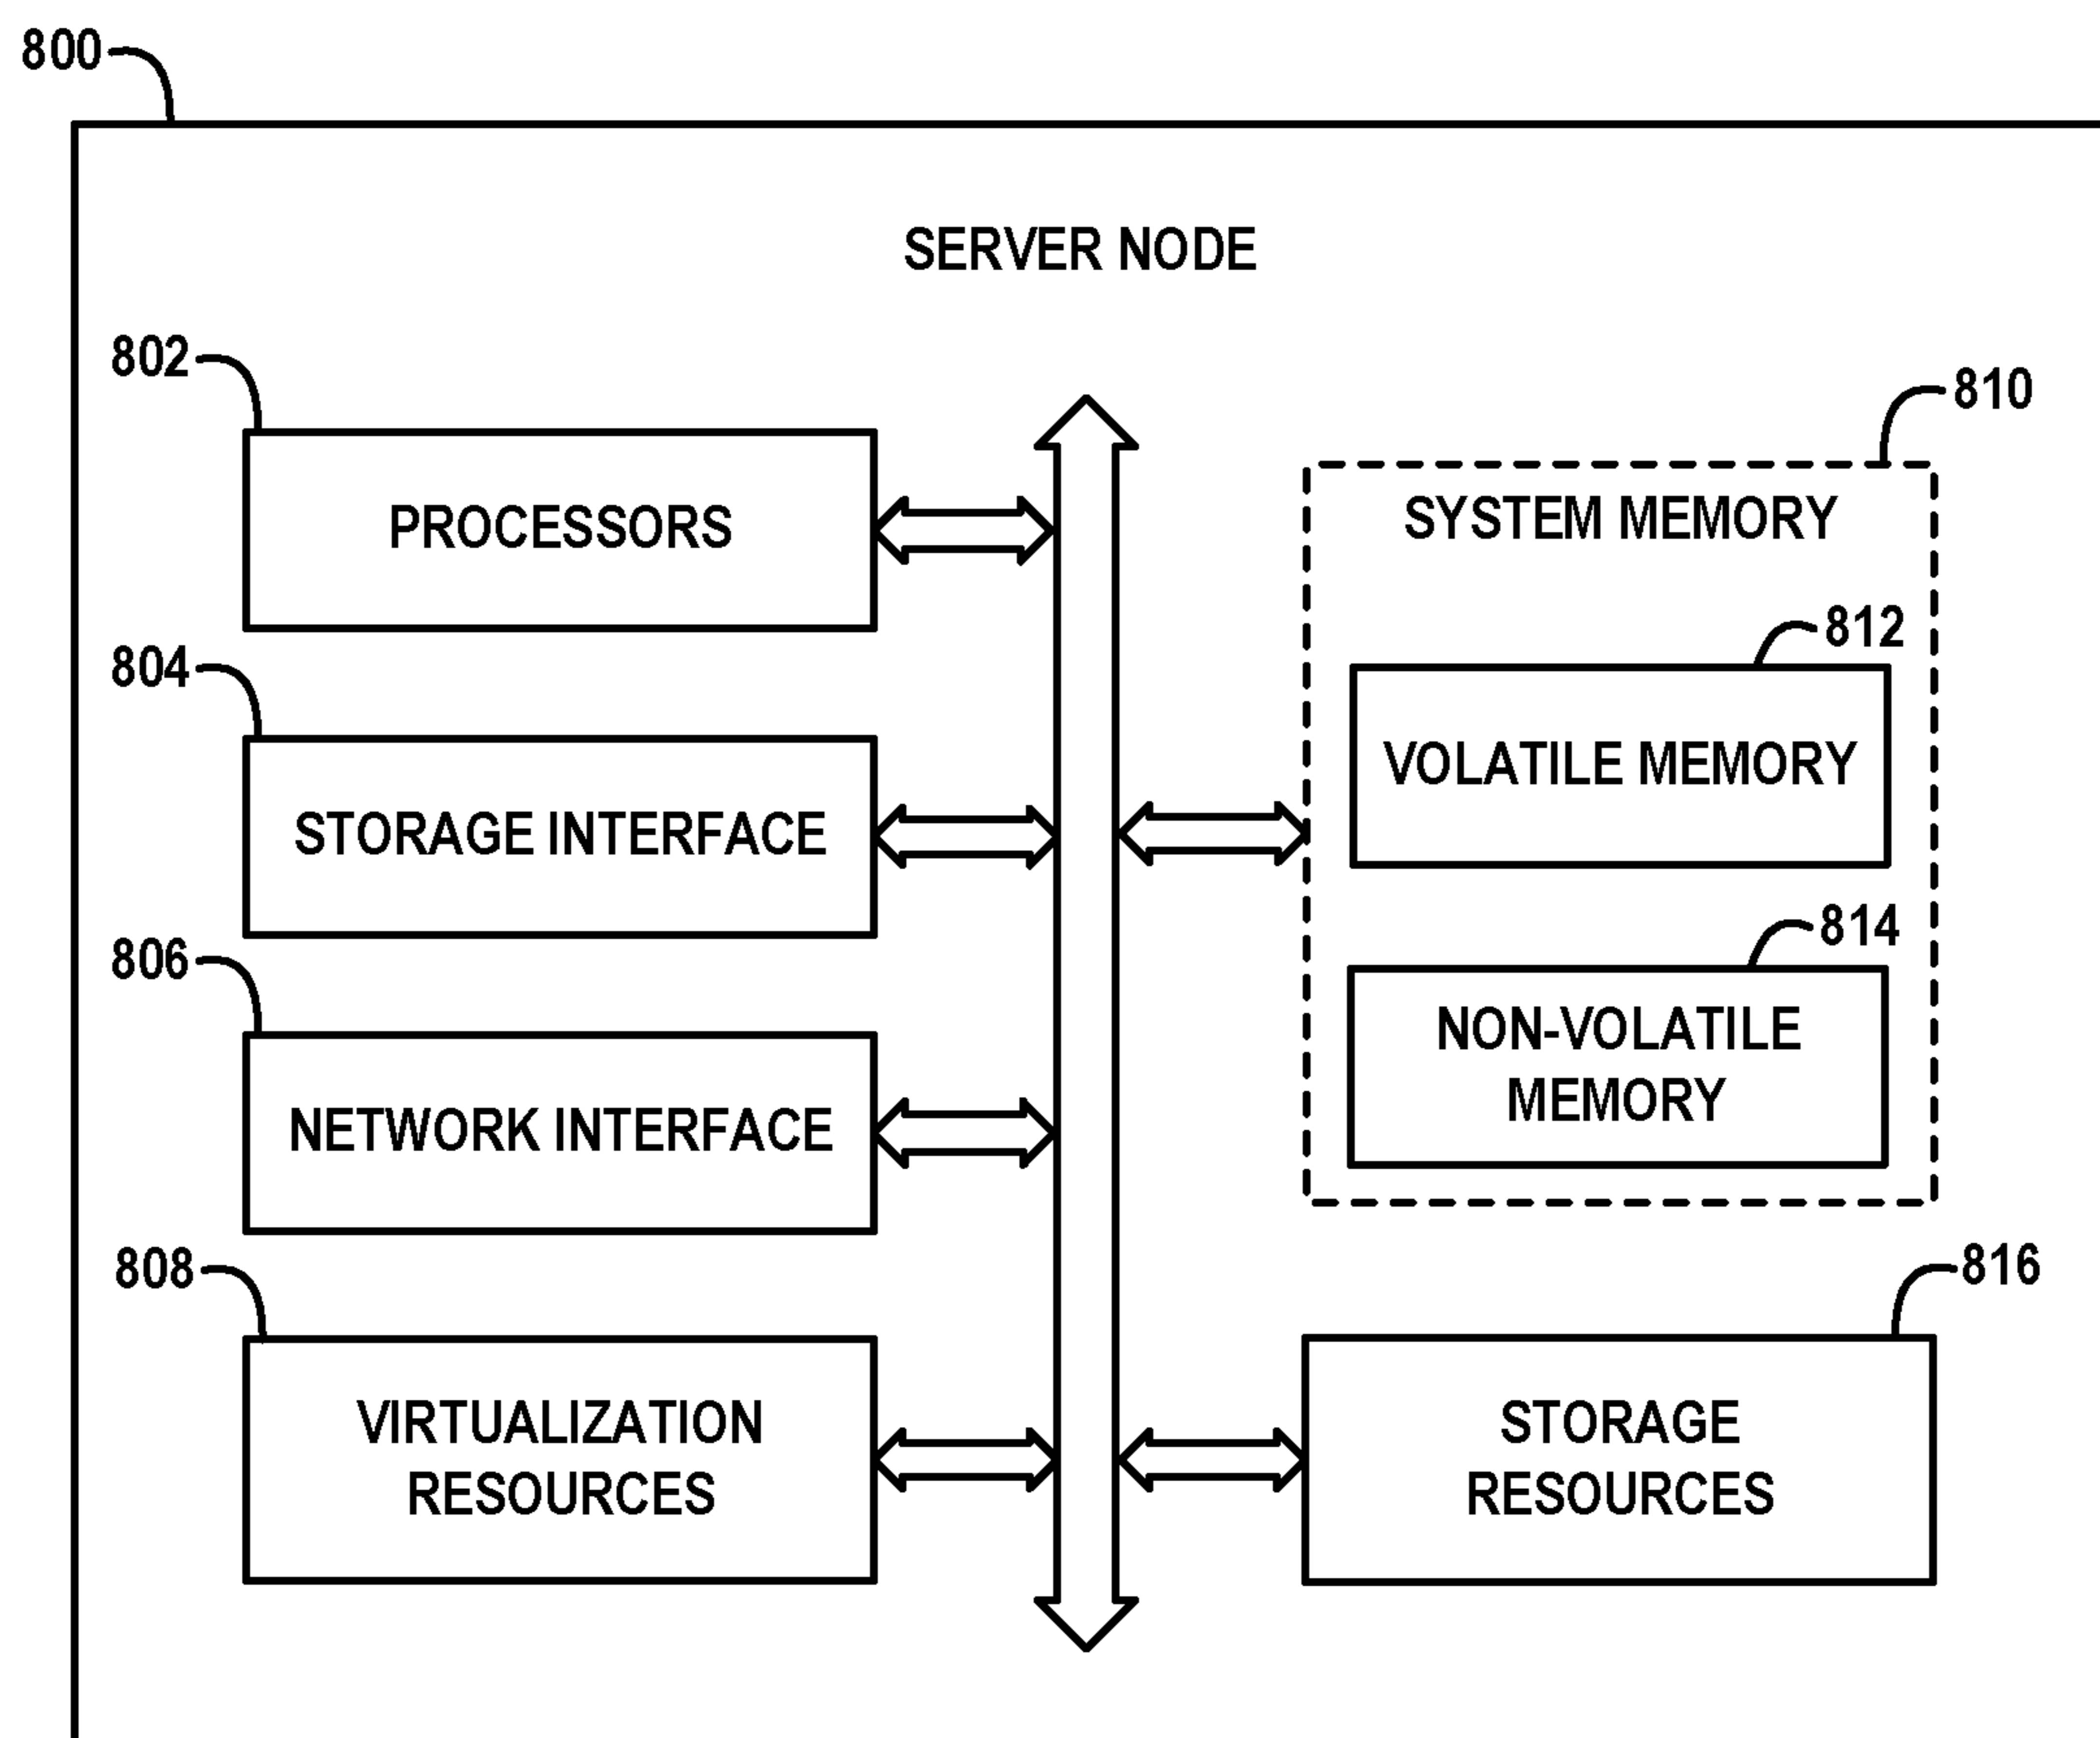 800
SERVER NODE
802
PROCESSORS
804
STORAGE INTERFACE
806
NETWORK INTERFACE
808
VIRTUALIZATION
RESOURCES
810
SYSTEM MEMORY
812
VOLATILE MEMORY
814
NON-VOLATILE
MEMORY
816
STORAGE
RESOURCES